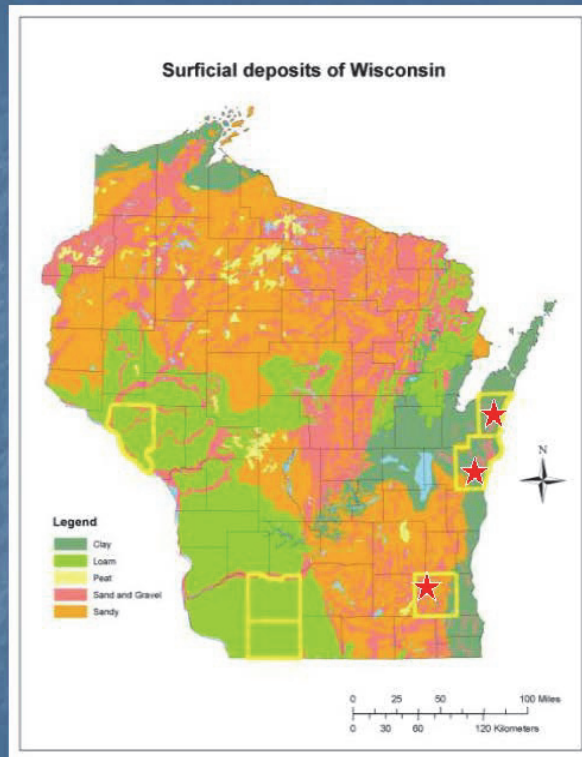 Surficial deposits of Wisconsin
N
Legend
Clay
Loam
Peat
Sand and Gravel
Sandy
0 25 50 100 Miles
0 30 60 120 Kilometers